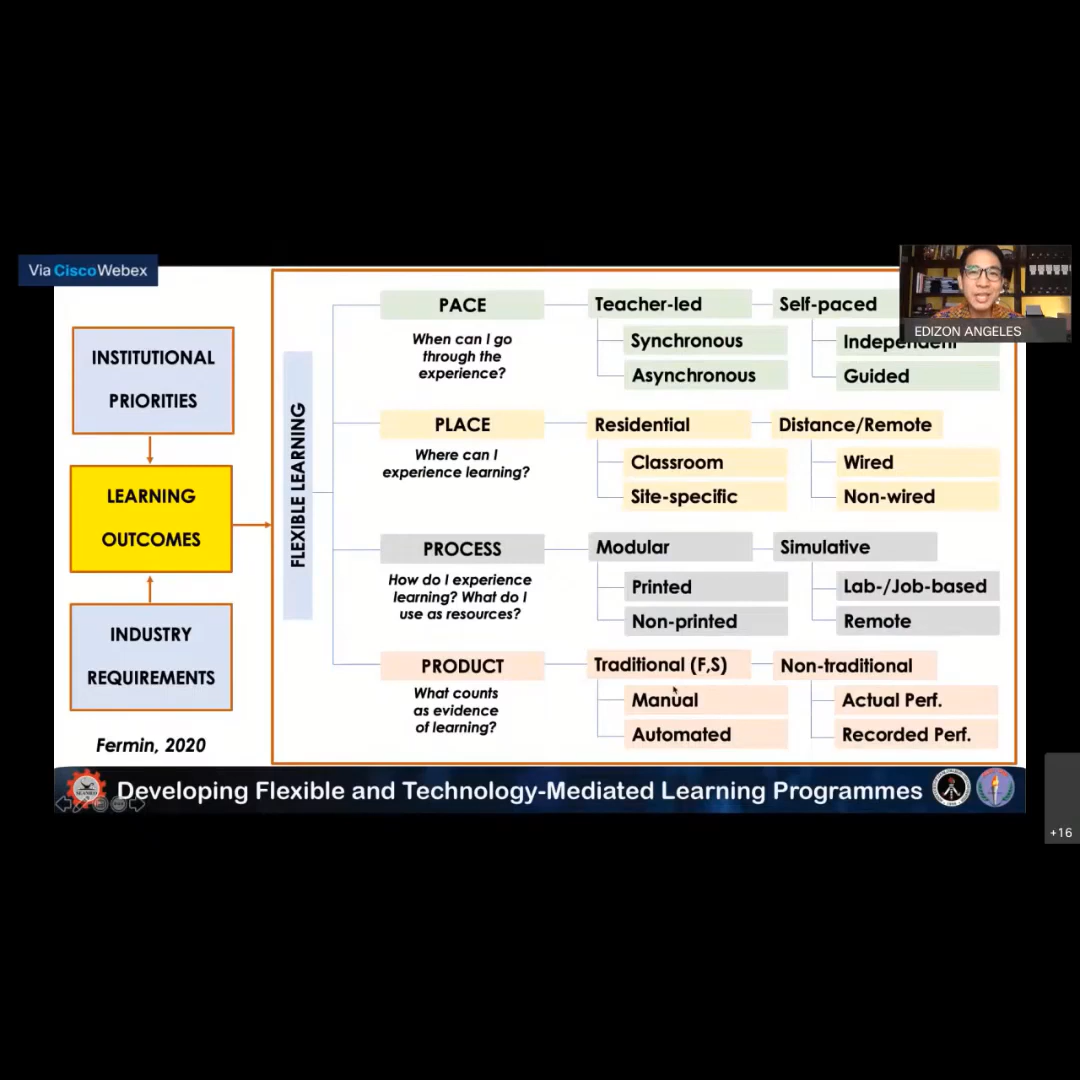 Via CiscoWebex
EDIZON ANGELES
INSTITUTIONAL
PRIORITIES
LEARNING
OUTCOMES
INDUSTRY
REQUIREMENTS
Fermin, 2020
FLEXIBLE LEARNING
PACE
When can I go
through the
experience?
Teacher-led
Synchronous
Asynchronous
Self-paced
Independent
Guided
PLACE
Where can I
experience learning?
Residential
Classroom
Site-specific
Distance/Remote
Wired
Non-wired
PROCESS
How do I experience
learning? What do I
use as resources?
Modular
Printed
Non-printed
Simulative
Lab-/Job-based
Remote
PRODUCT
What counts
as evidence
of learning?
Traditional (F,S)
Manual
Automated
Non-traditional
Actual Perf.
Recorded Perf.
Developing Flexible and Technology-Mediated Learning Programmes
+16